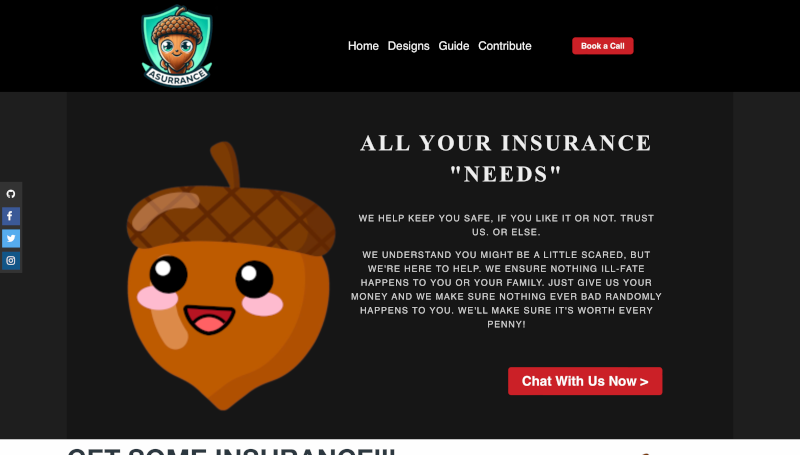 ASURRANCE
Home Designs Guide Contribute
Book a Call
ALL YOUR INSURANCE
"NEEDS"
WE HELP KEEP YOU SAFE, IF YOU LIKE IT OR NOT. TRUST
US. OR ELSE.
WE UNDERSTAND YOU MIGHT BE A LITTLE SCARED, BUT
WE'RE HERE TO HELP. WE ENSURE NOTHING ILL-FATE
HAPPENS TO YOU OR YOUR FAMILY. JUST GIVE US YOUR
MONEY AND WE MAKE SURE NOTHING EVER BAD RANDOMLY
HAPPENS TO YOU. WE'LL MAKE SURE IT'S WORTH EVERY
PENNY!
Chat With Us Now >
GET SOME INSURANCE!!!